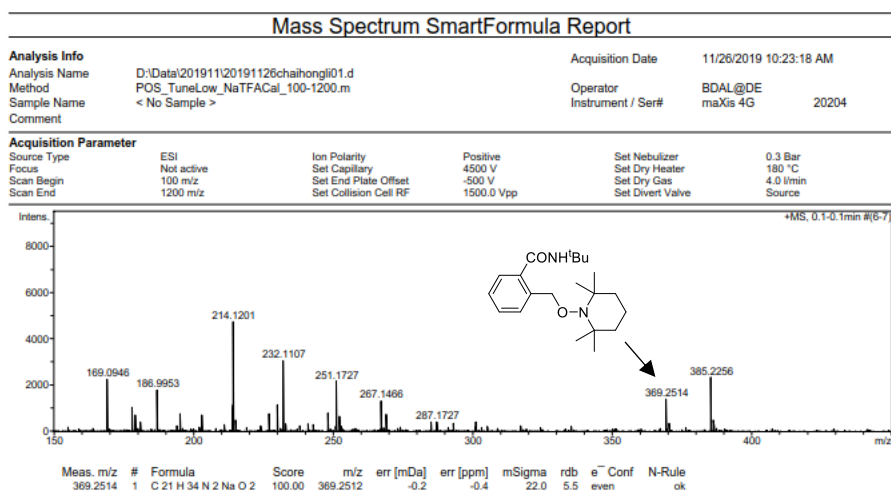 Mass Spectrum SmartFormula Report
Analysis Info
Acquisition Date 11/26/2019 10:23:18 AM
Analysis Name D:\Data\201911\20191126chaihongli01.d
Method POS_TuneLow_NaTFACal_100-1200.m
Operator BDAL@DE
Sample Name < No Sample >
Instrument / Ser# maXis 4G 20204
Comment
Acquisition Parameter
Source Type ESI Ion Polarity Positive Set Nebulizer 0.3 Bar
Focus Not active Set Capillary 4500 V Set Dry Heater 180 °C
Scan Begin 100 m/z Set End Plate Offset -500 V Set Dry Gas 4.0 l/min
Scan End 1200 m/z Set Collision Cell RF 1500.0 Vpp Set Divert Valve Source
Intens.
+MS, 0.1-0.1min #(6-7)
8000
6000
4000
2000
0
CONHᵗBu
O N
169.0946
186.9953
214.1201
232.1107
251.1727
267.1466
287.1727
369.2514
385.2256
150 200 250 300 350 400 m/z
Meas. m/z # Formula Score m/z err [mDa] err [ppm] mSigma rdb e⁻ Conf N-Rule
369.2514 1 C 21 H 34 N 2 Na O 2 100.00 369.2512 -0.2 -0.4 22.0 5.5 even ok